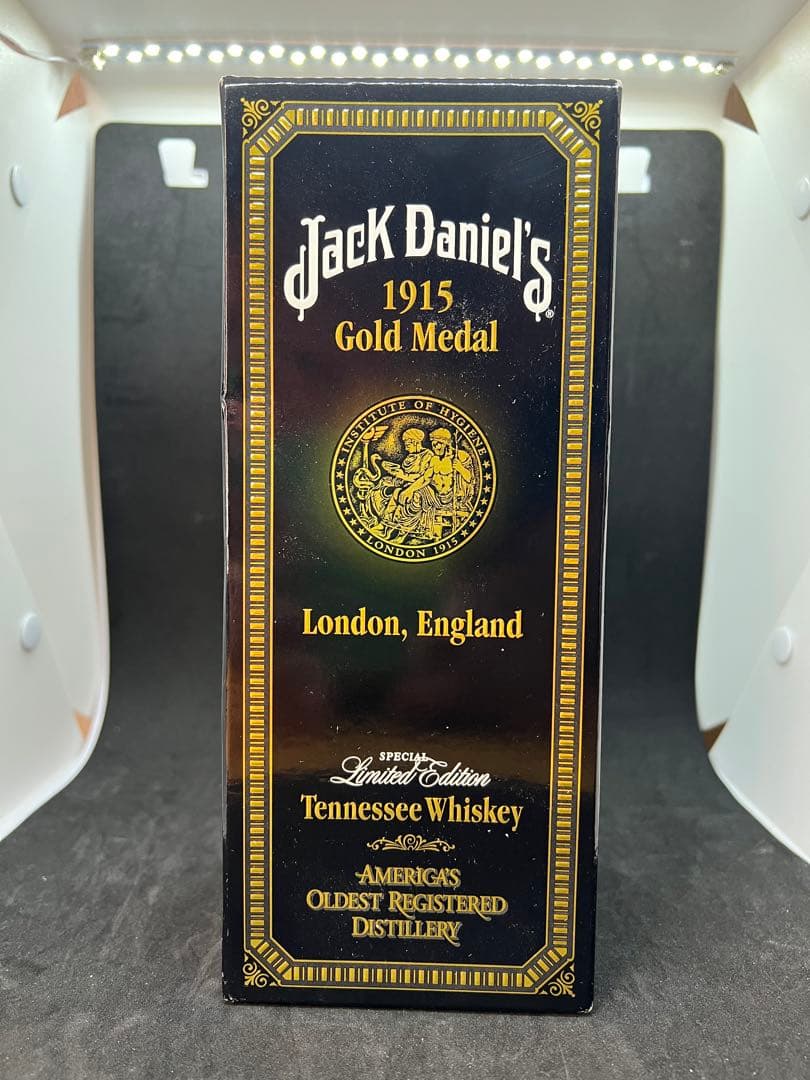 Jack Daniel's®
1915
Gold Medal
INSTITUTE OF HYGIENE
LONDON 1915
London, England
SPECIAL
Limited Edition
Tennessee Whiskey
AMERICA'S
OLDEST REGISTERED
DISTILLERY